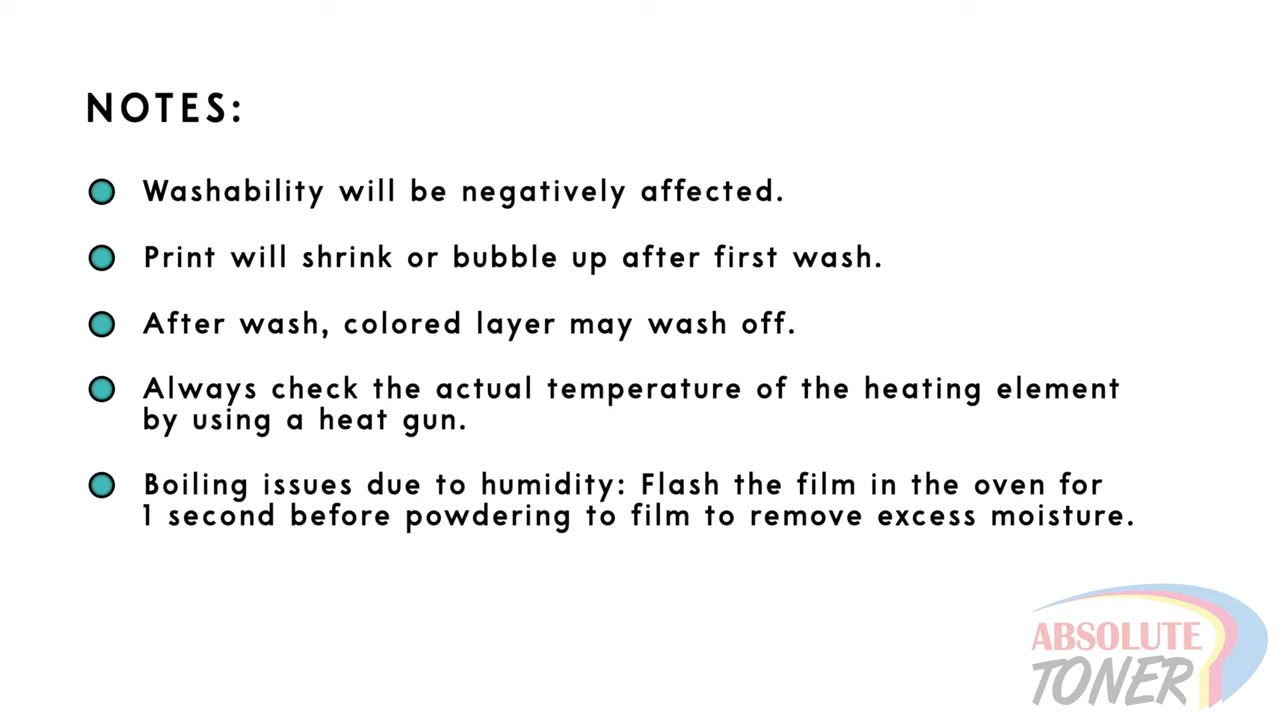 NOTES:
Washability will be negatively affected.
Print will shrink or bubble up after first wash.
After wash, colored layer may wash off.
Always check the actual temperature of the heating element
by using a heat gun.
Boiling issues due to humidity: Flash the film in the oven for
1 second before powdering to film to remove excess moisture.
ABSOLUTE
TONER